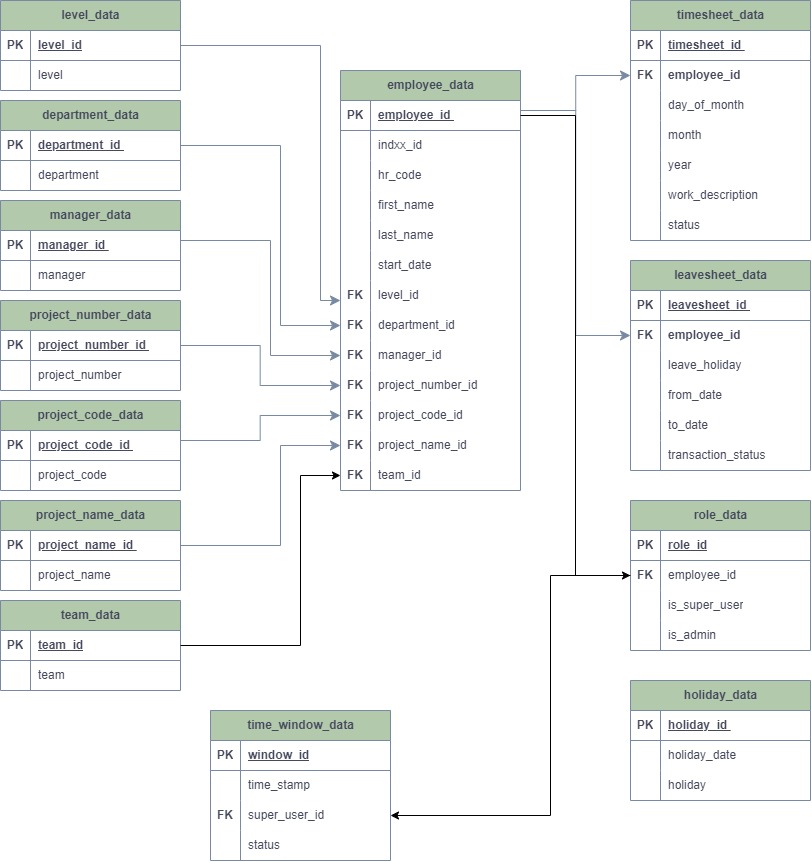 level_data
PK level_id
level
department_data
PK department_id
department
manager_data
PK manager_id
manager
project_number_data
PK project_number_id
project_number
project_code_data
PK project_code_id
project_code
project_name_data
PK project_name_id
project_name
team_data
PK team_id
team
employee_data
PK employee_id
indxx_id
hr_code
first_name
last_name
start_date
FK level_id
FK department_id
FK manager_id
FK project_number_id
FK project_code_id
FK project_name_id
FK team_id
time_window_data
PK window_id
time_stamp
FK super_user_id
status
timesheet_data
PK timesheet_id
FK employee_id
day_of_month
month
year
work_description
status
leavesheet_data
PK leavesheet_id
FK employee_id
leave_holiday
from_date
to_date
transaction_status
role_data
PK role_id
FK employee_id
is_super_user
is_admin
holiday_data
PK holiday_id
holiday_date
holiday